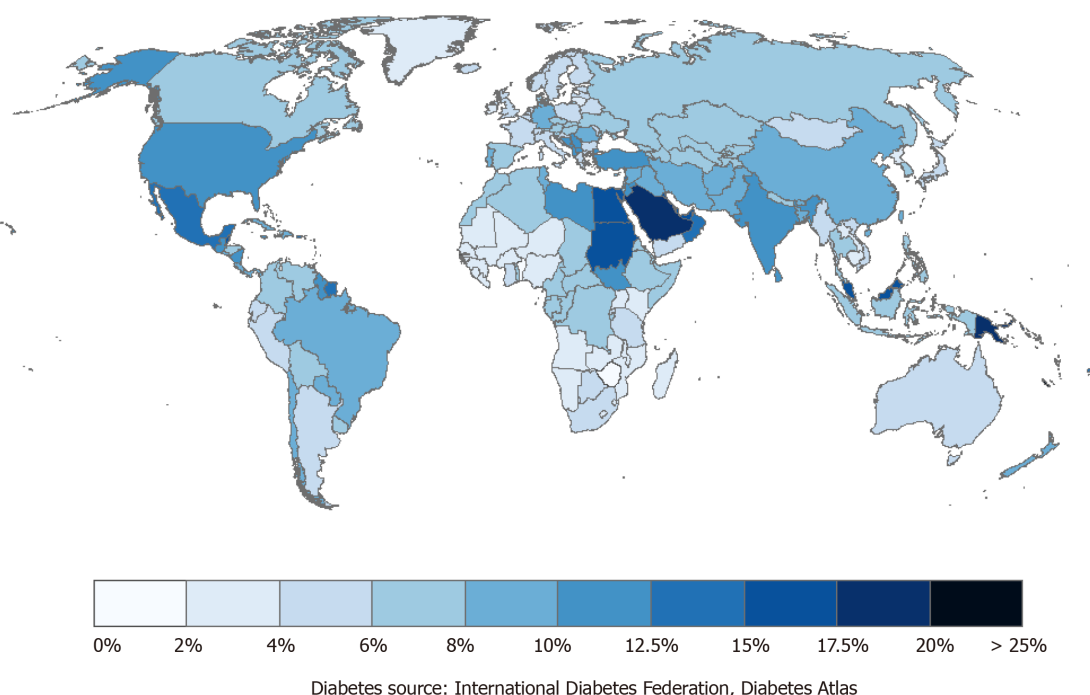 0% 2% 4% 6% 8% 10% 12.5% 15% 17.5% 20% > 25%
Diabetes source: International Diabetes Federation, Diabetes Atlas